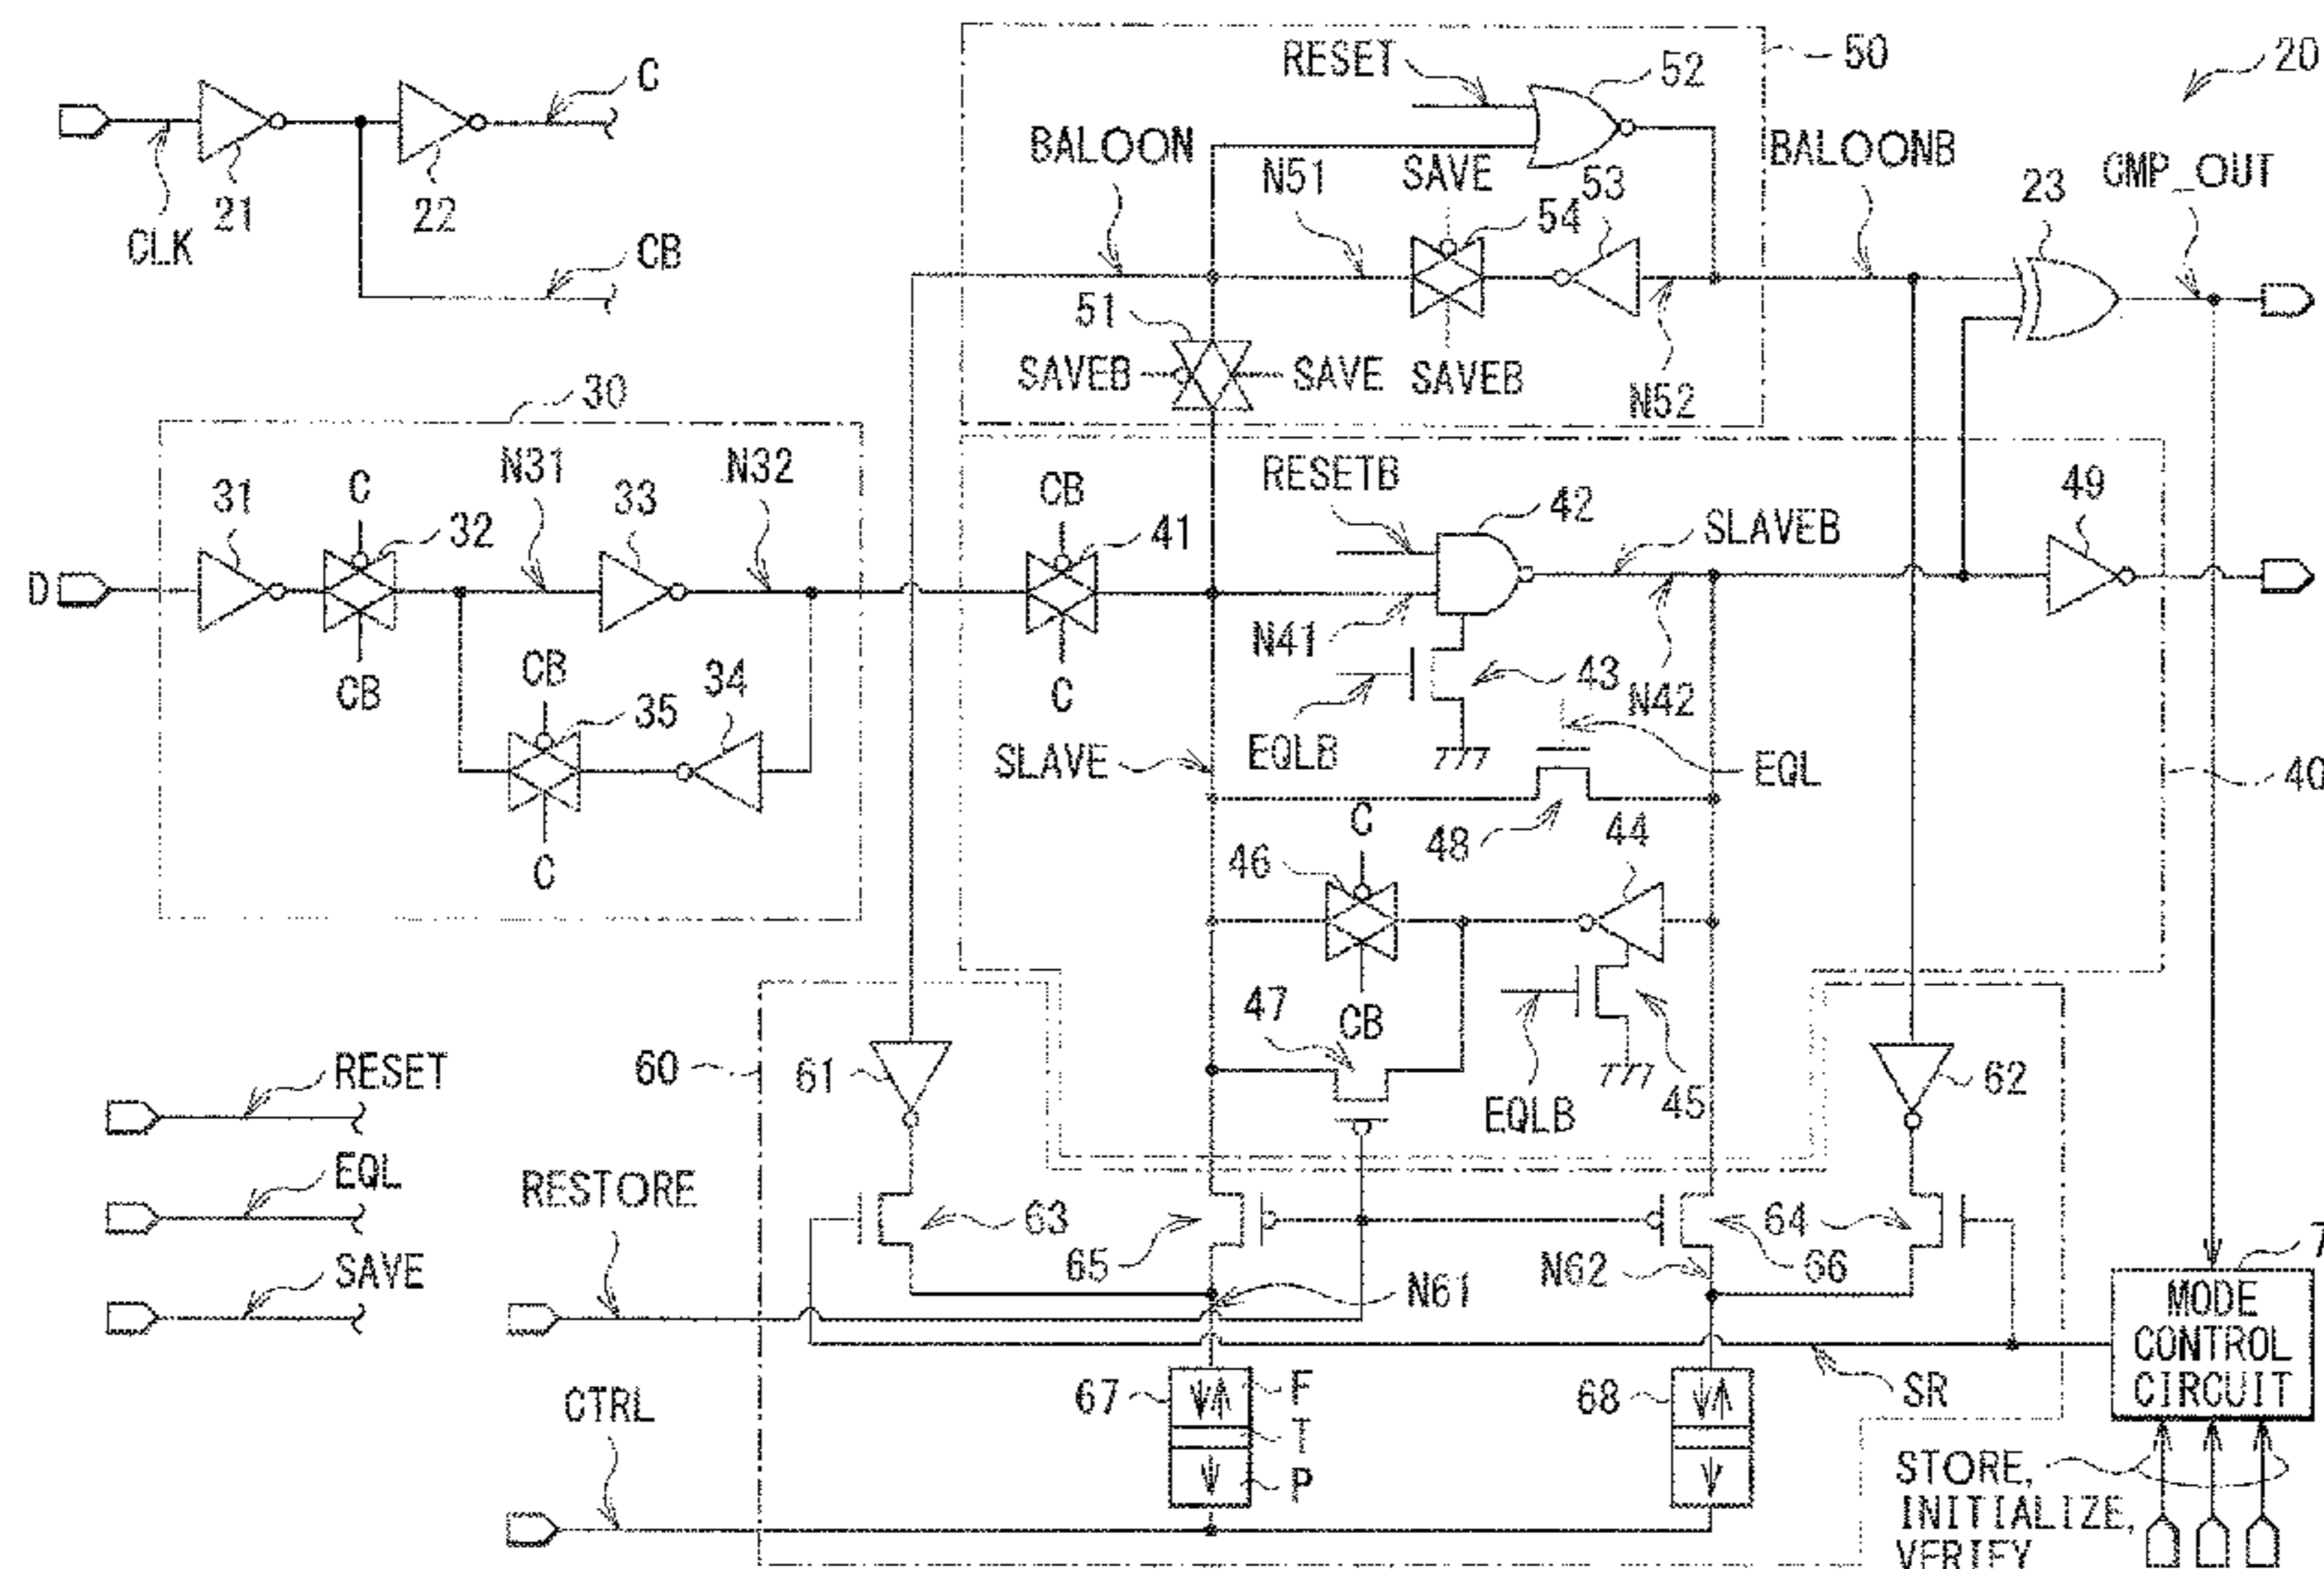 RESET
52
50
20
C
BALOON
N51
SAVE
53
54
BALOONB
23
CMP_OUT
21
22
CLK
CB
51
SAVEB
SAVE
SAVEB
N52
30
31
C
32
N31
33
N32
CB
41
RESETB
42
SLAVEB
49
D
CB
CB
35
34
C
N41
43
N42
SLAVE
EQLB
EQL
40
C
C
48
44
46
47
CB
EQLB
45
60
61
62
RESET
EQL
SAVE
RESTORE
63
65
N61
N62
66
64
7
MODE
CONTROL
CIRCUIT
SR
CTRL
67
F
T
P
68
STORE,
INITIALIZE,
VERIFY